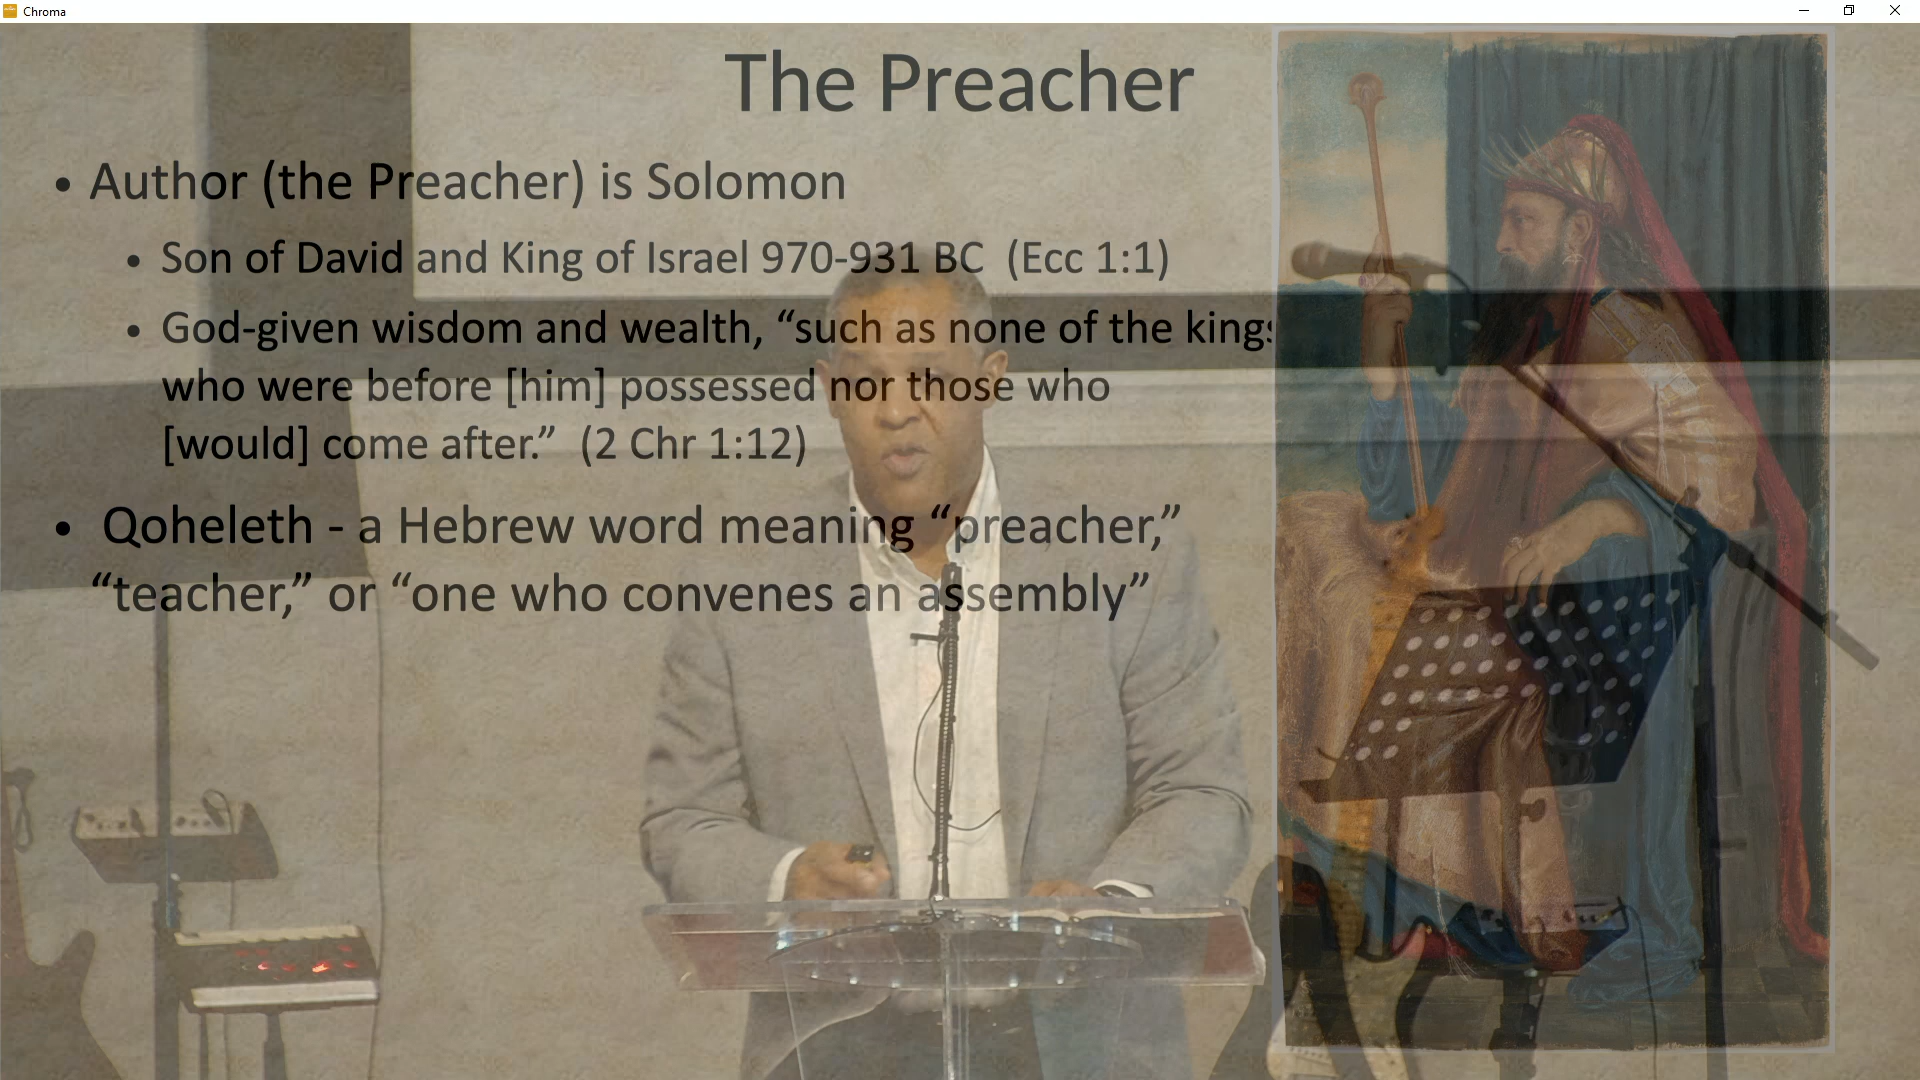 Chroma
The Preacher
• Author (the Preacher) is Solomon
• Son of David and King of Israel 970-931 BC (Ecc 1:1)
• God-given wisdom and wealth, “such as none of the kings
who were before [him] possessed nor those who
[would] come after.” (2 Chr 1:12)
• Qoheleth - a Hebrew word meaning “preacher,”
“teacher,” or “one who convenes an assembly”